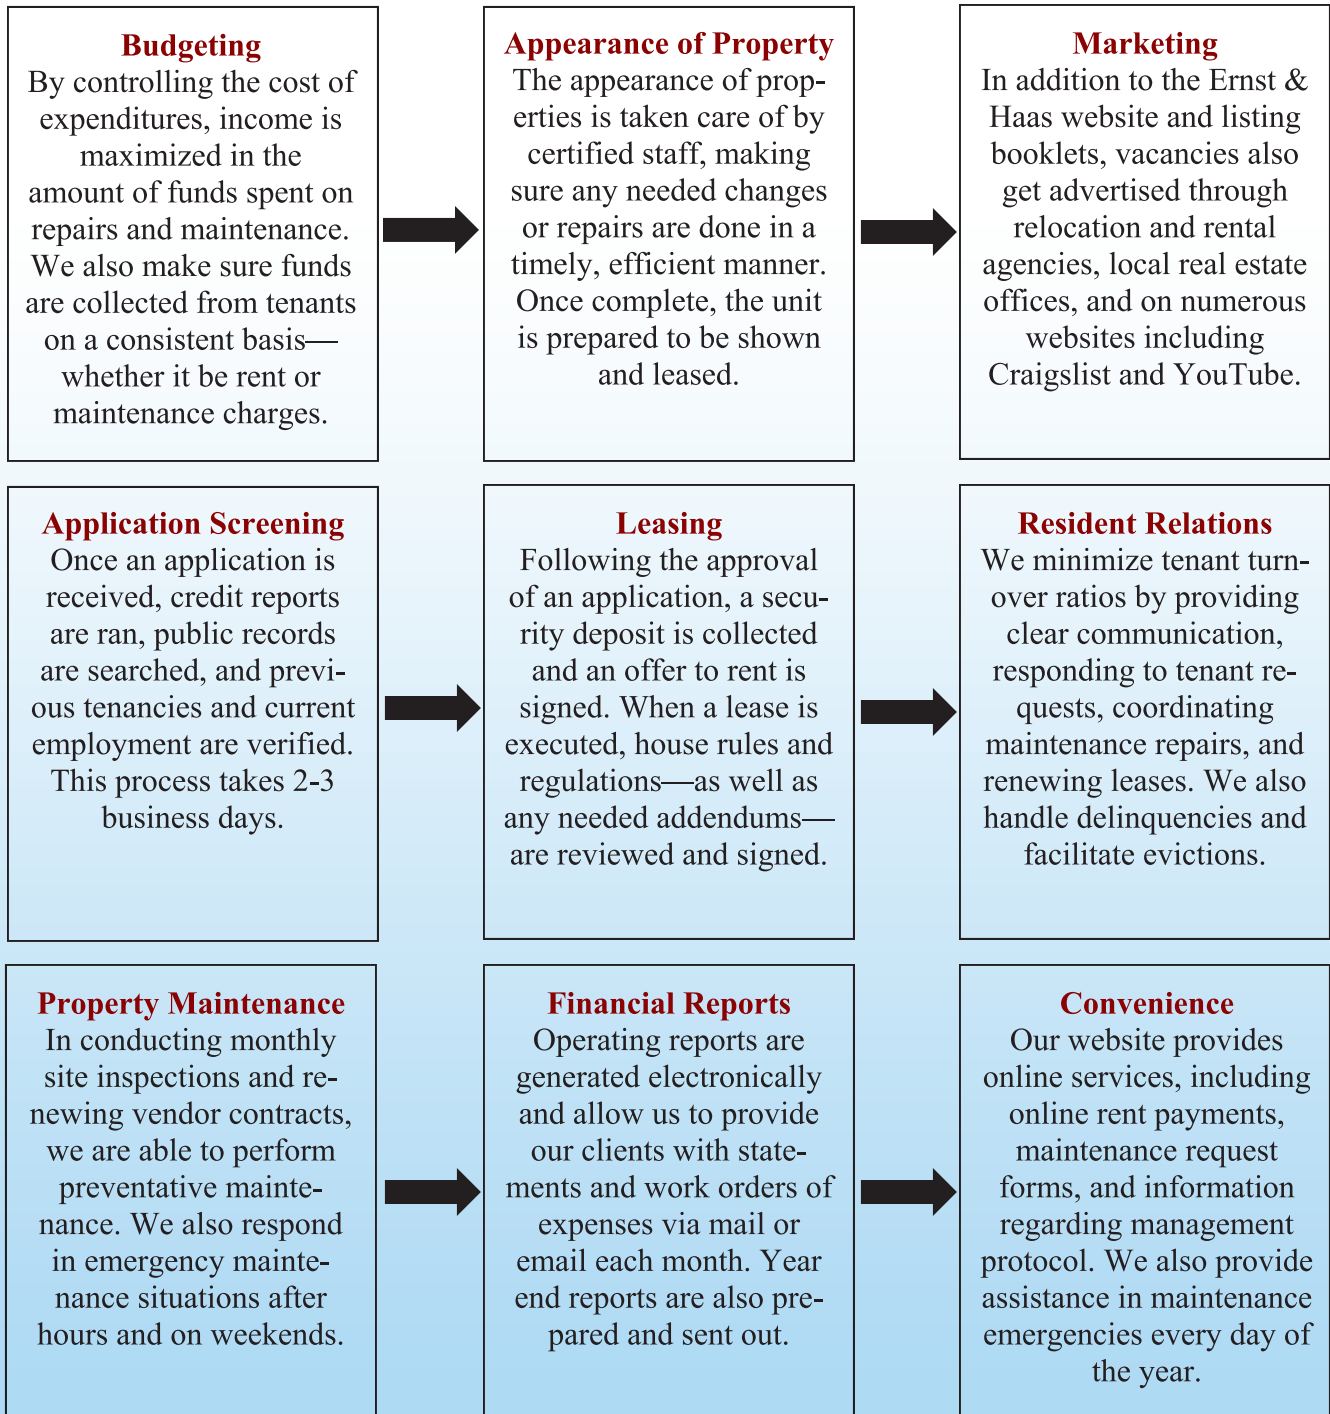 Budgeting
By controlling the cost of
expenditures, income is
maximized in the
amount of funds spent on
repairs and maintenance.
We also make sure funds
are collected from tenants
on a consistent basis—
whether it be rent or
maintenance charges.
Appearance of Property
The appearance of prop-
erties is taken care of by
certified staff, making
sure any needed changes
or repairs are done in a
timely, efficient manner.
Once complete, the unit
is prepared to be shown
and leased.
Marketing
In addition to the Ernst &
Haas website and listing
booklets, vacancies also
get advertised through
relocation and rental
agencies, local real estate
offices, and on numerous
websites including
Craigslist and YouTube.
Application Screening
Once an application is
received, credit reports
are ran, public records
are searched, and previ-
ous tenancies and current
employment are verified.
This process takes 2-3
business days.
Leasing
Following the approval
of an application, a secu-
rity deposit is collected
and an offer to rent is
signed. When a lease is
executed, house rules and
regulations—as well as
any needed addendums—
are reviewed and signed.
Resident Relations
We minimize tenant turn-
over ratios by providing
clear communication,
responding to tenant re-
quests, coordinating
maintenance repairs, and
renewing leases. We also
handle delinquencies and
facilitate evictions.
Property Maintenance
In conducting monthly
site inspections and re-
newing vendor contracts,
we are able to perform
preventative mainte-
nance. We also respond
in emergency mainte-
nance situations after
hours and on weekends.
Financial Reports
Operating reports are
generated electronically
and allow us to provide
our clients with state-
ments and work orders of
expenses via mail or
email each month. Year
end reports are also pre-
pared and sent out.
Convenience
Our website provides
online services, including
online rent payments,
maintenance request
forms, and information
regarding management
protocol. We also provide
assistance in maintenance
emergencies every day of
the year.